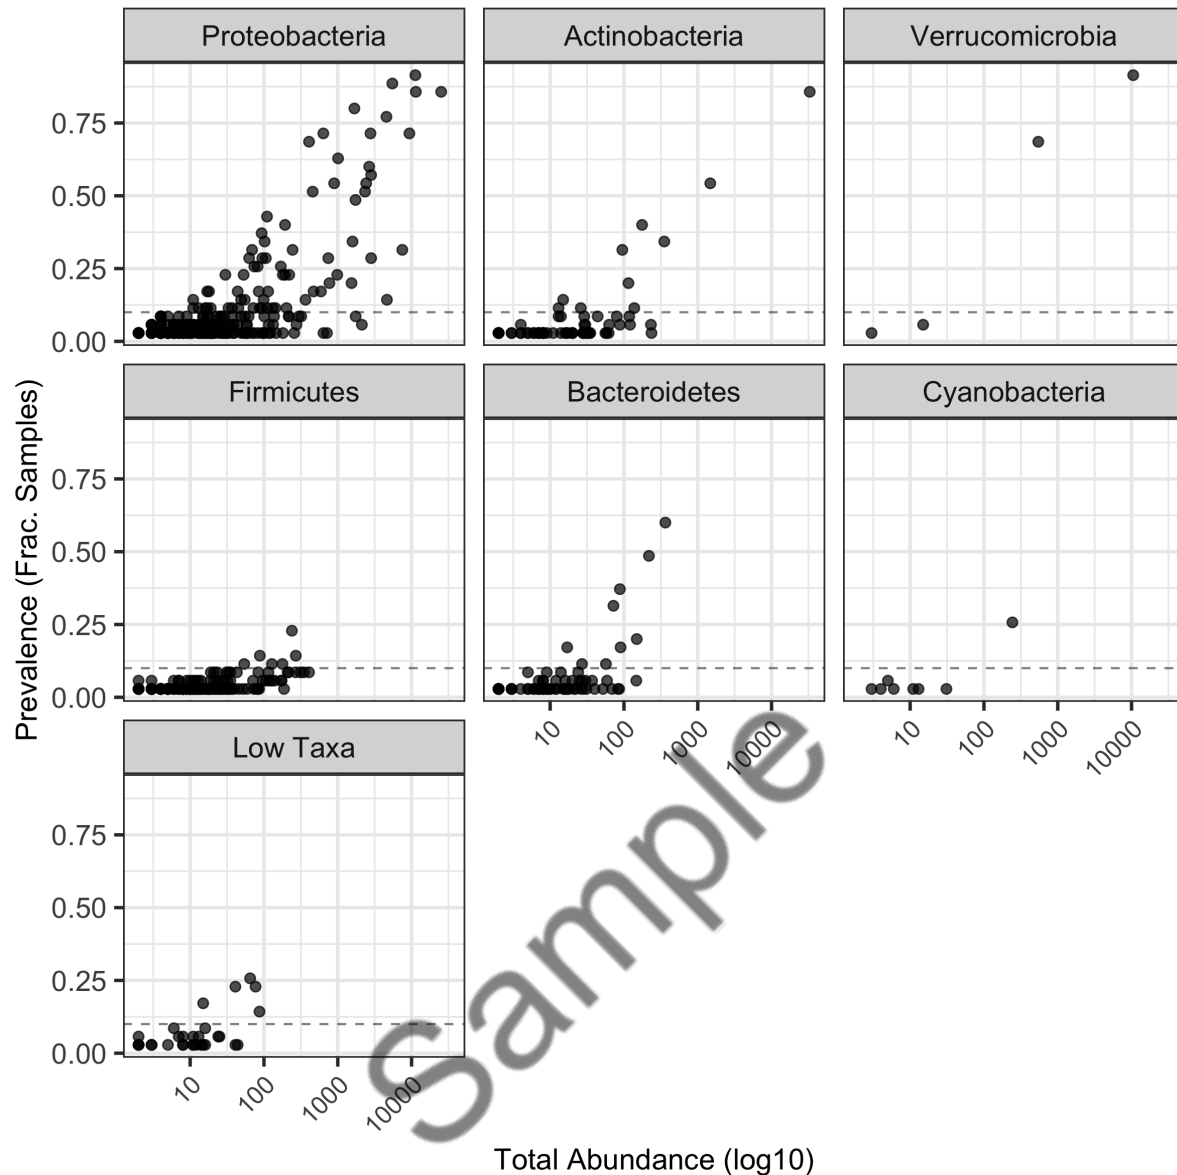 Proteobacteria
Actinobacteria
Verrucomicrobia
0.75
0.50
0.25
0.00
Firmicutes
Bacteroidetes
Cyanobacteria
0.75
0.50
0.25
0.00
10
100
1000
10000
10
100
1000
10000
Low Taxa
0.75
0.50
0.25
0.00
10
100
1000
10000
Prevalence (Frac. Samples)
Total Abundance (log10)
Sample